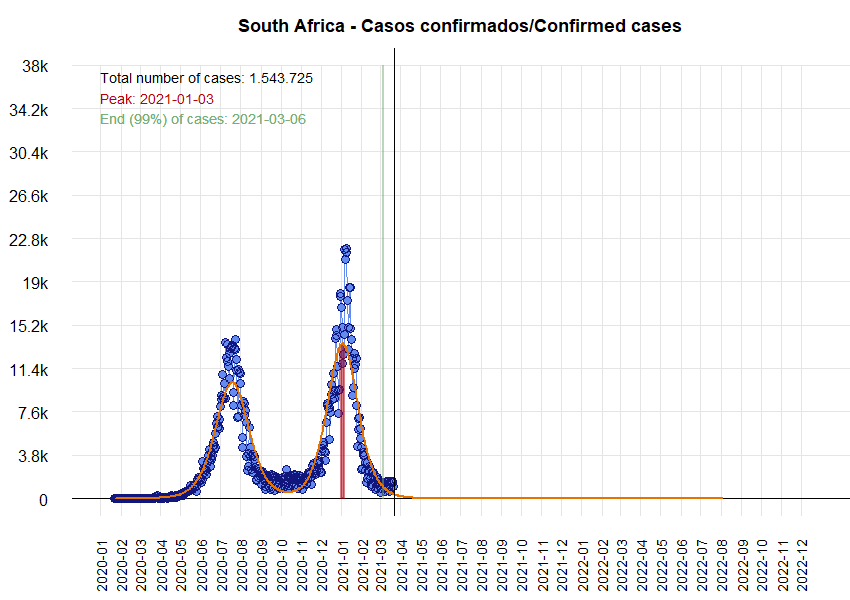 South Africa - Casos confirmados/Confirmed cases
38k
Total number of cases: 1.543.725
Peak: 2021-01-03
34.2k
End (99%) of cases: 2021-03-06
30.4k
26.6k
22.8k
19k
15.2k
11.4k
7.6k
3.8k
0
2020-01
2020-02
2020-03
2020-04
2020-05
2020-06
2020-07
2020-08
2020-09
2020-10
2020-11
2020-12
2021-01
2021-02
2021-03
2021-04
2021-05
2021-06
2021-07
2021-08
2021-09
2021-10
2021-11
2021-12
2022-01
2022-02
2022-03
2022-04
2022-05
2022-06
2022-07
2022-08
2022-09
2022-10
2022-11
2022-12